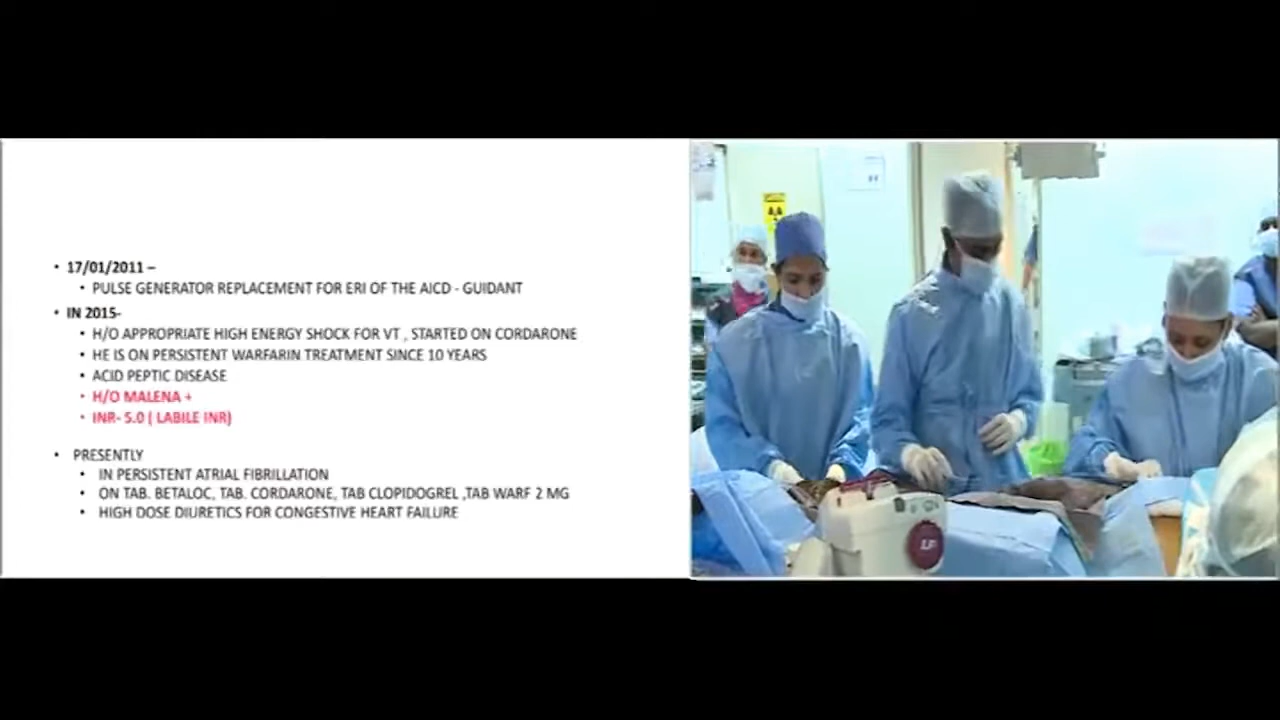 • 17/01/2011 –
• PULSE GENERATOR REPLACEMENT FOR ERI OF THE AICD - GUIDANT
• IN 2015-
• H/O APPROPRIATE HIGH ENERGY SHOCK FOR VT , STARTED ON CORDARONE
• HE IS ON PERSISTENT WARFARIN TREATMENT SINCE 10 YEARS
• ACID PEPTIC DISEASE
• H/O MALENA +
• INR- 5.0 ( LABILE INR)
• PRESENTLY
• IN PERSISTENT ATRIAL FIBRILLATION
• ON TAB. BETALOC, TAB. CORDARONE, TAB CLOPIDOGREL ,TAB WARF 2 MG
• HIGH DOSE DIURETICS FOR CONGESTIVE HEART FAILURE